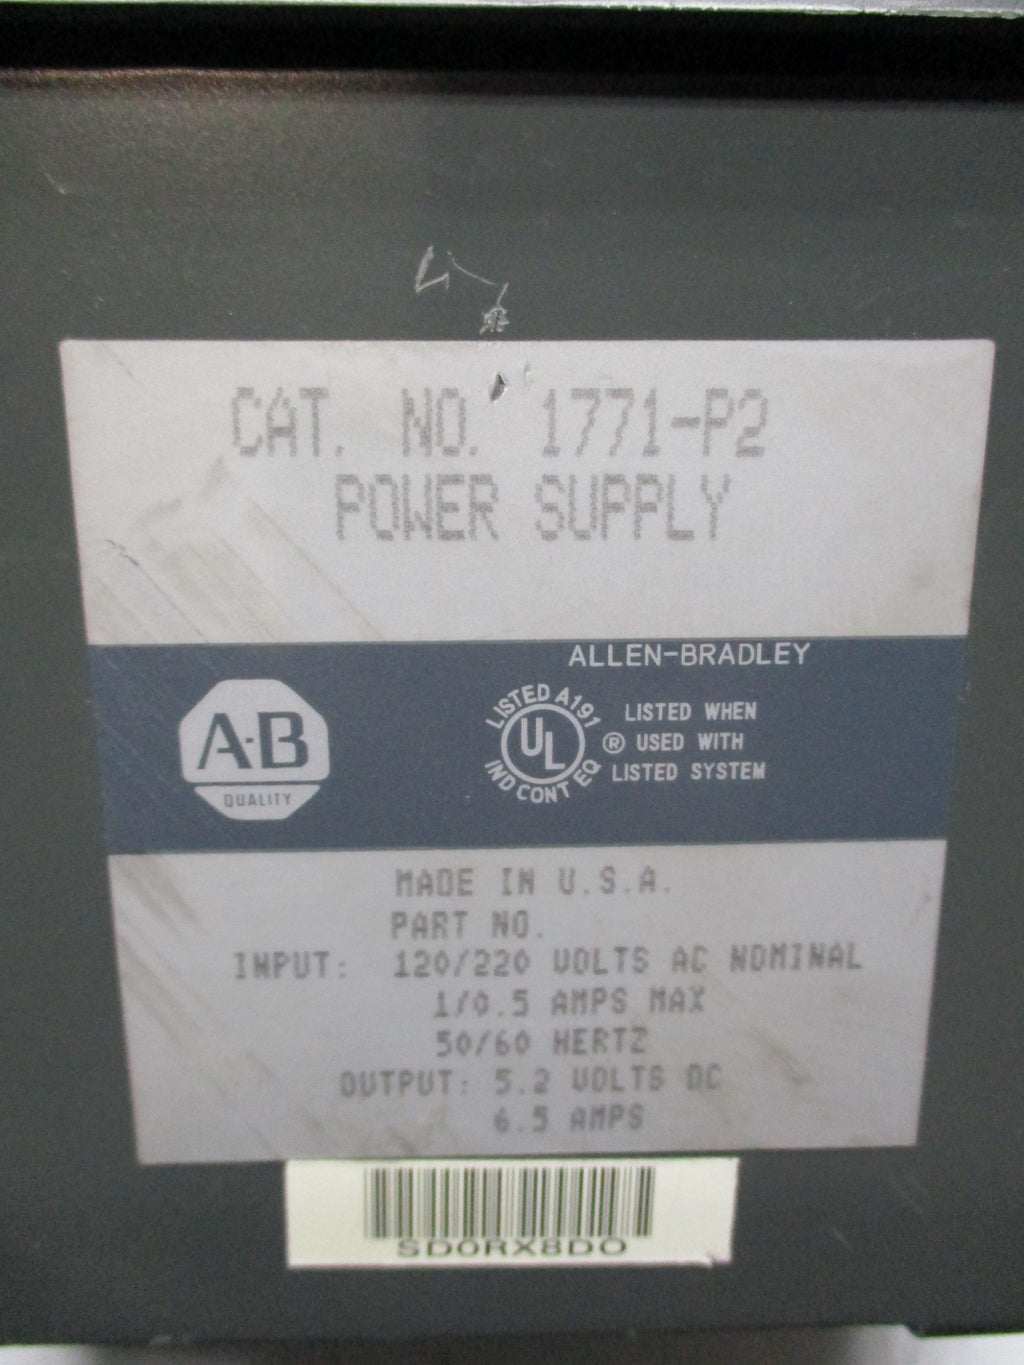 CAT. NO. 1771-P2
POWER SUPPLY
ALLEN-BRADLEY
A-B
QUALITY
LISTED A191
UL
IND CONT EQ
®
LISTED WHEN
USED WITH
LISTED SYSTEM
MADE IN U.S.A.
PART NO.
INPUT: 120/220 VOLTS AC NOMINAL
1/0.5 AMPS MAX
50/60 HERTZ
OUTPUT: 5.2 VOLTS DC
6.5 AMPS
SD0RX8DO